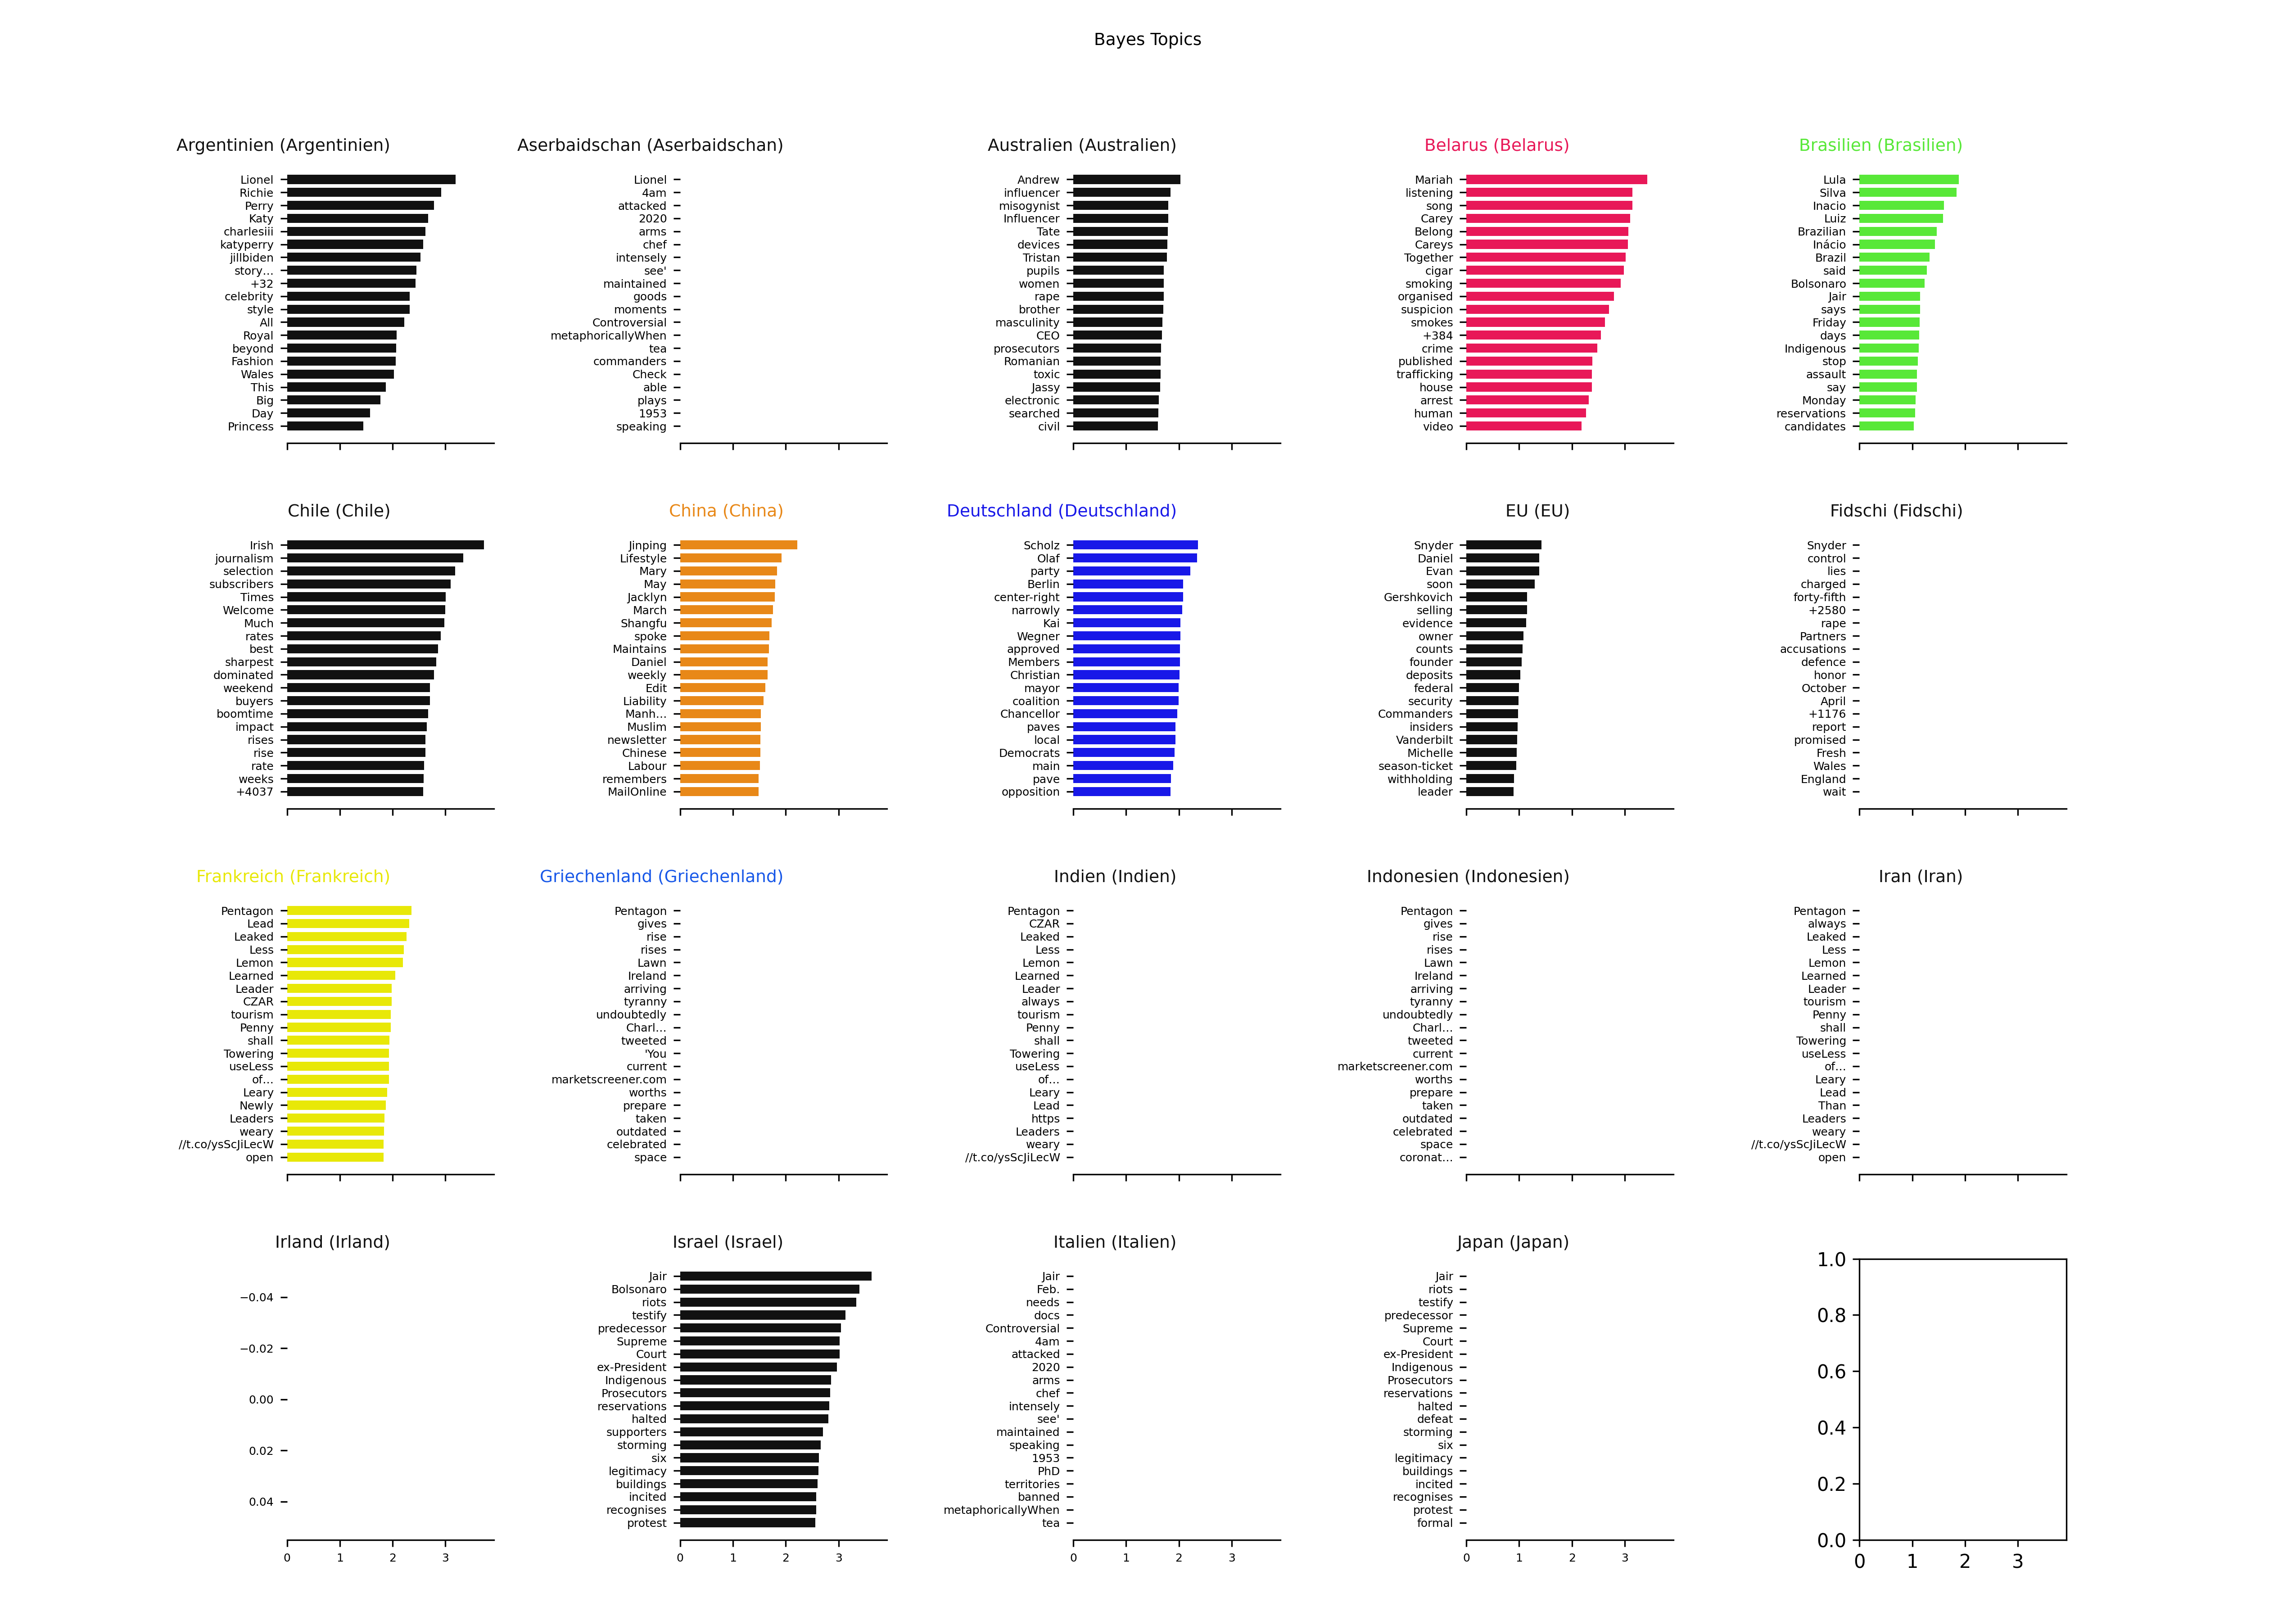 Bayes Topics
Argentinien (Argentinien)
Lionel
Richie
Perry
Katy
charlesiii
katyperry
jillbiden
story...
+32
celebrity
style
All
Royal
beyond
Fashion
Wales
This
Big
Day
Princess
Aserbaidschan (Aserbaidschan)
Lionel
4am
attacked
2020
arms
chef
intensely
see'
maintained
goods
moments
Controversial
metaphoricallyWhen
tea
commanders
Check
able
plays
1953
speaking
Australien (Australien)
Andrew
influencer
misogynist
Influencer
Tate
devices
Tristan
pupils
women
rape
brother
masculinity
CEO
prosecutors
Romanian
toxic
Jassy
electronic
searched
civil
Belarus (Belarus)
Mariah
listening
song
Carey
Belong
Careys
Together
cigar
smoking
organised
suspicion
smokes
+384
crime
published
trafficking
house
arrest
human
video
Brasilien (Brasilien)
Lula
Silva
Inacio
Luiz
Brazilian
Inácio
Brazil
said
Bolsonaro
Jair
says
Friday
days
Indigenous
stop
assault
say
Monday
reservations
candidates
Chile (Chile)
Irish
journalism
selection
subscribers
Times
Welcome
Much
rates
best
sharpest
dominated
weekend
buyers
boomtime
impact
rises
rise
rate
weeks
+4037
China (China)
Jinping
Lifestyle
Mary
May
Jacklyn
March
Shangfu
spoke
Maintains
Daniel
weekly
Edit
Liability
Manh...
Muslim
newsletter
Chinese
Labour
remembers
MailOnline
Deutschland (Deutschland)
Scholz
Olaf
party
Berlin
center-right
narrowly
Kai
Wegner
approved
Members
Christian
mayor
coalition
Chancellor
paves
local
Democrats
main
pave
opposition
EU (EU)
Snyder
Daniel
Evan
soon
Gershkovich
selling
evidence
owner
counts
founder
deposits
federal
security
Commanders
insiders
Vanderbilt
Michelle
season-ticket
withholding
leader
Fidschi (Fidschi)
Snyder
control
lies
charged
forty-fifth
+2580
rape
Partners
accusations
defence
honor
October
April
+1176
report
promised
Fresh
Wales
England
wait
Frankreich (Frankreich)
Pentagon
Lead
Leaked
Less
Lemon
Learned
Leader
CZAR
tourism
Penny
shall
Towering
useLess
of...
Leary
Newly
Leaders
weary
//t.co/ysScJiLecW
open
Griechenland (Griechenland)
Pentagon
gives
rise
rises
Lawn
Ireland
arriving
tyranny
undoubtedly
Charl...
tweeted
'You
current
marketscreener.com
worths
prepare
taken
outdated
celebrated
space
Indien (Indien)
Pentagon
CZAR
Leaked
Less
Lemon
Learned
Leader
always
tourism
Penny
shall
Towering
useLess
of...
Leary
Lead
https
Leaders
weary
//t.co/ysScJiLecW
Indonesien (Indonesien)
Pentagon
gives
rise
rises
Lawn
Ireland
arriving
tyranny
undoubtedly
Charl...
tweeted
current
marketscreener.com
worths
prepare
taken
outdated
celebrated
space
coronat...
Iran (Iran)
Pentagon
always
Leaked
Less
Lemon
Learned
Leader
tourism
Penny
shall
Towering
useLess
of...
Leary
Lead
Than
Leaders
weary
//t.co/ysScJiLecW
open
Irland (Irland)
−0.04
−0.02
0.00
0.02
0.04
0 1 2 3
Israel (Israel)
Jair
Bolsonaro
riots
testify
predecessor
Supreme
Court
ex-President
Indigenous
Prosecutors
reservations
halted
supporters
storming
six
legitimacy
buildings
incited
recognises
protest
0 1 2 3
Italien (Italien)
Jair
Feb.
needs
docs
Controversial
4am
attacked
2020
arms
chef
intensely
see'
maintained
speaking
1953
PhD
territories
banned
metaphoricallyWhen
tea
0 1 2 3
Japan (Japan)
Jair
riots
testify
predecessor
Supreme
Court
ex-President
Indigenous
Prosecutors
reservations
halted
defeat
storming
six
legitimacy
buildings
incited
recognises
protest
formal
0 1 2 3
1.0
0.8
0.6
0.4
0.2
0.0
0 1 2 3